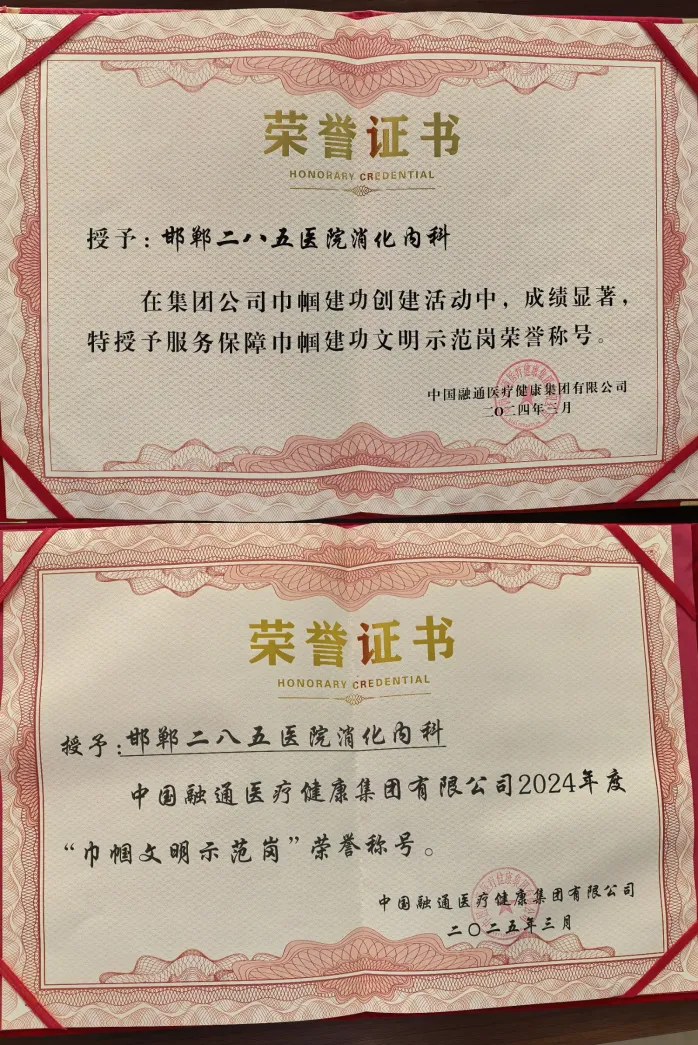 荣誉证书
HONORARY CREDENTIAL
授予：邯郸二八五医院消化内科
在集团公司巾帼建功创建活动中，成绩显著，
特授予服务保障巾帼建功文明示范岗荣誉称号。
中国融通医疗健康集团有限公司
二〇二四年三月
荣誉证书
HONORARY CREDENTIAL
授予：邯郸二八五医院消化内科
中国融通医疗健康集团有限公司2024年度
“巾帼文明示范岗”荣誉称号。
中国融通医疗健康集团有限公司
二〇二五年三月